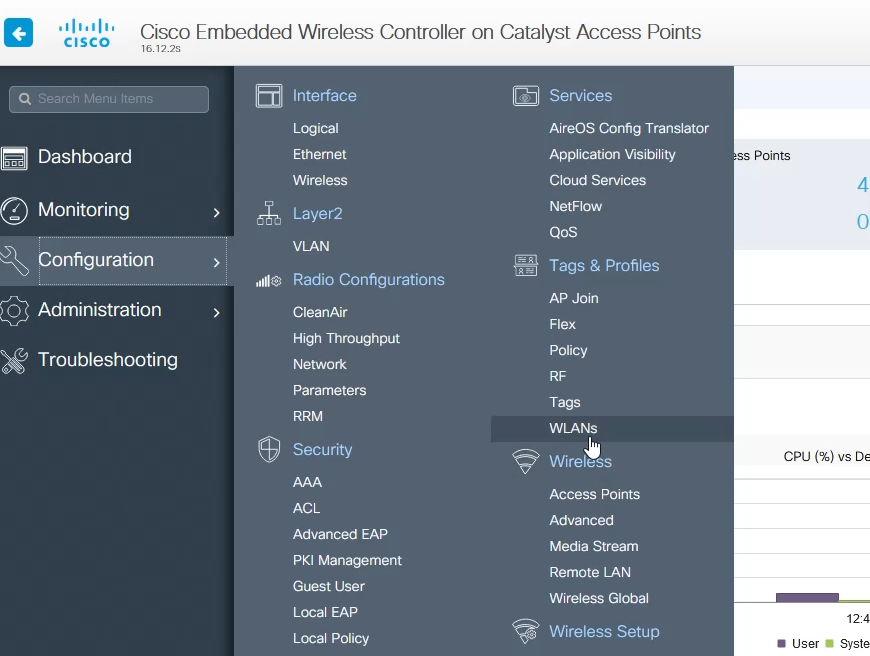 CISCO
Cisco Embedded Wireless Controller on Catalyst Access Points
16.12.2s
Search Menu Items
Dashboard
Monitoring
Configuration
Administration
Troubleshooting
Interface
Logical
Ethernet
Wireless
Layer2
VLAN
Radio Configurations
CleanAir
High Throughput
Network
Parameters
RRM
Security
AAA
ACL
Advanced EAP
PKI Management
Guest User
Local EAP
Local Policy
Services
AireOS Config Translator
Application Visibility
Cloud Services
NetFlow
QoS
Tags & Profiles
AP Join
Flex
Policy
RF
Tags
WLANs
Wireless
Access Points
Advanced
Media Stream
Remote LAN
Wireless Global
Wireless Setup
ess Points
4
0
CPU (%) vs De
12:4
User Syste